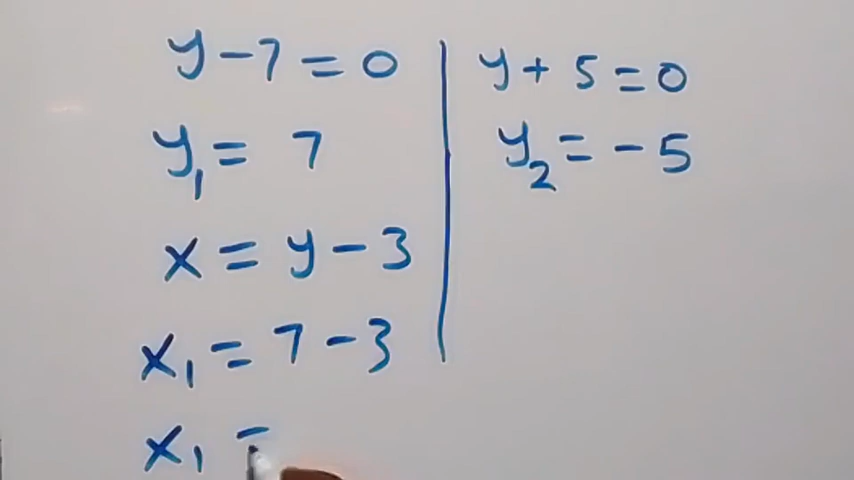 y - 7 = 0
y₁ = 7
x = y - 3
x₁ = 7 - 3
x₁ =
y + 5 = 0
y₂ = - 5